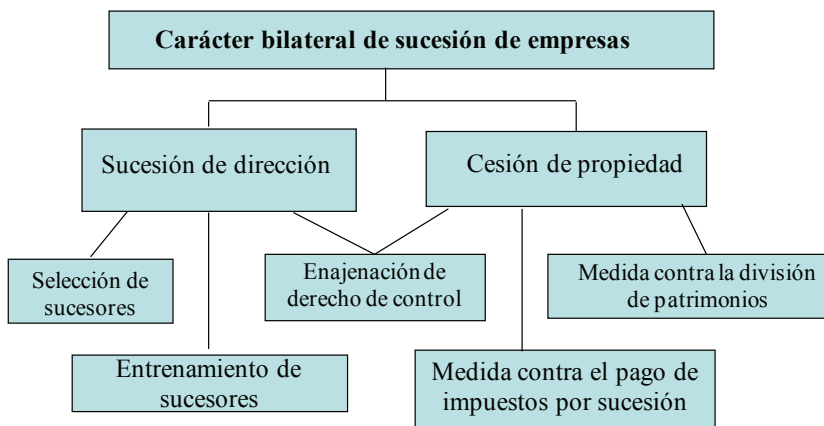 Carácter bilateral de sucesión de empresas
Sucesión de dirección
Cesión de propiedad
Selección de
sucesores
Enajenación de
derecho de control
Medida contra la división
de patrimonios
Entrenamiento de
sucesores
Medida contra el pago de
impuestos por sucesión